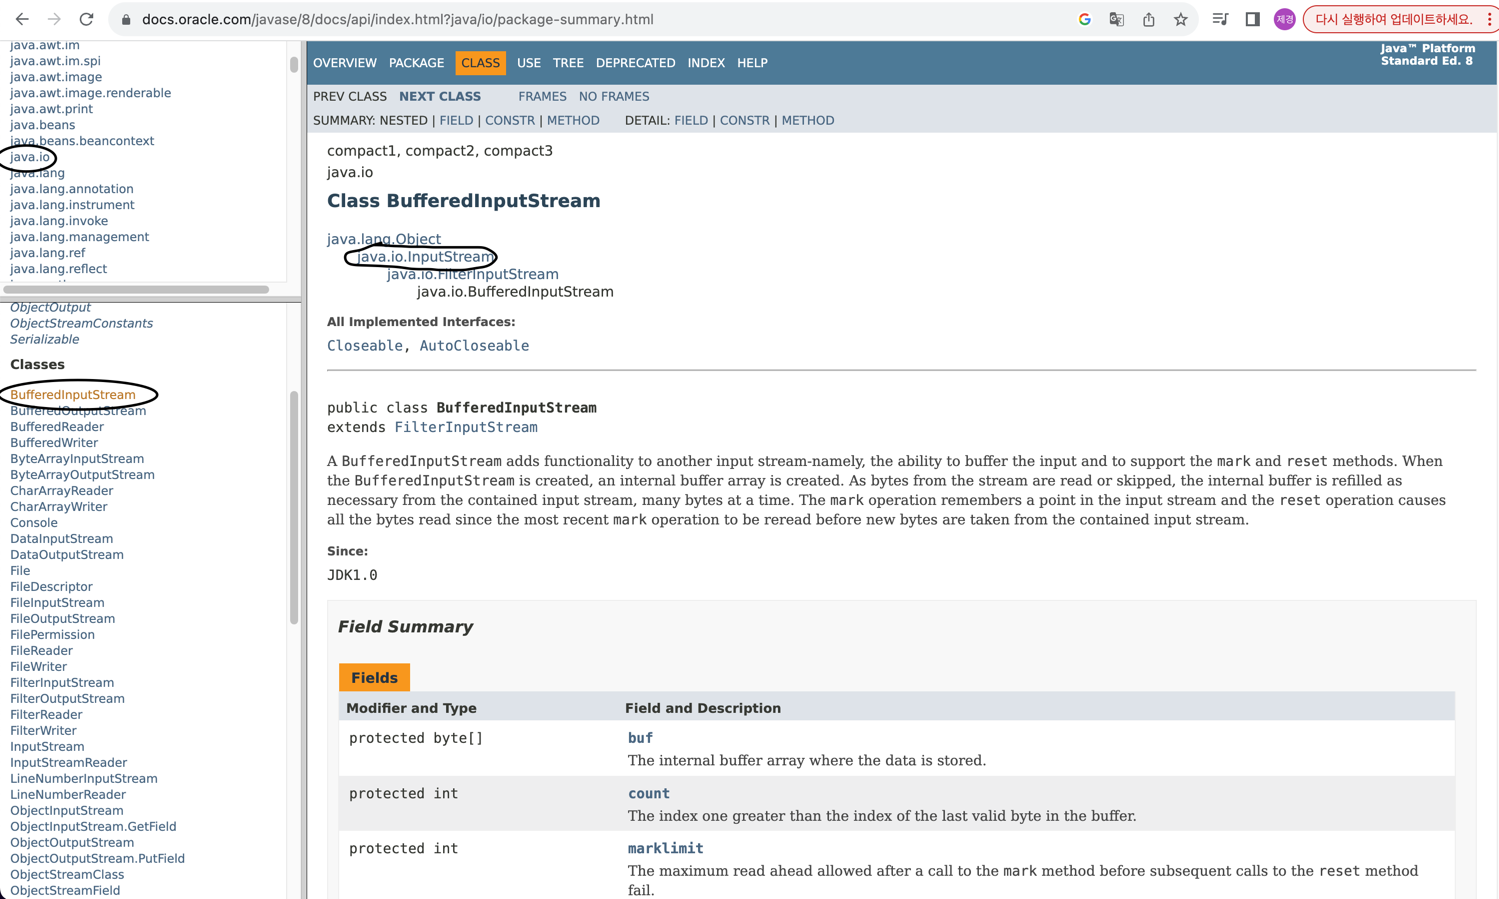 docs.oracle.com/javase/8/docs/api/index.html?java/io/package-summary.html
제경
다시 실행하여 업데이트하세요.
java.awt.im
java.awt.im.spi
java.awt.image
java.awt.image.renderable
java.awt.print
java.beans
java.beans.beancontext
java.io
java.lang
java.lang.annotation
java.lang.instrument
java.lang.invoke
java.lang.management
java.lang.ref
java.lang.reflect
ObjectOutput
ObjectStreamConstants
Serializable
Classes
BufferedInputStream
BufferedOutputStream
BufferedReader
BufferedWriter
ByteArrayInputStream
ByteArrayOutputStream
CharArrayReader
CharArrayWriter
Console
DataInputStream
DataOutputStream
File
FileDescriptor
FileInputStream
FileOutputStream
FilePermission
FileReader
FileWriter
FilterInputStream
FilterOutputStream
FilterReader
FilterWriter
InputStream
InputStreamReader
LineNumberInputStream
LineNumberReader
ObjectInputStream
ObjectInputStream.GetField
ObjectOutputStream
ObjectOutputStream.PutField
ObjectStreamClass
ObjectStreamField
OVERVIEW PACKAGE CLASS USE TREE DEPRECATED INDEX HELP
Java™ Platform
Standard Ed. 8
PREV CLASS NEXT CLASS FRAMES NO FRAMES
SUMMARY: NESTED | FIELD | CONSTR | METHOD DETAIL: FIELD | CONSTR | METHOD
compact1, compact2, compact3
java.io
Class BufferedInputStream
java.lang.Object
java.io.InputStream
java.io.FilterInputStream
java.io.BufferedInputStream
All Implemented Interfaces:
Closeable, AutoCloseable
public class BufferedInputStream
extends FilterInputStream
A BufferedInputStream adds functionality to another input stream-namely, the ability to buffer the input and to support the mark and reset methods. When
the BufferedInputStream is created, an internal buffer array is created. As bytes from the stream are read or skipped, the internal buffer is refilled as
necessary from the contained input stream, many bytes at a time. The mark operation remembers a point in the input stream and the reset operation causes
all the bytes read since the most recent mark operation to be reread before new bytes are taken from the contained input stream.
Since:
JDK1.0
Field Summary
Fields
Modifier and Type Field and Description
protected byte[] buf
The internal buffer array where the data is stored.
protected int count
The index one greater than the index of the last valid byte in the buffer.
protected int marklimit
The maximum read ahead allowed after a call to the mark method before subsequent calls to the reset method
fail.